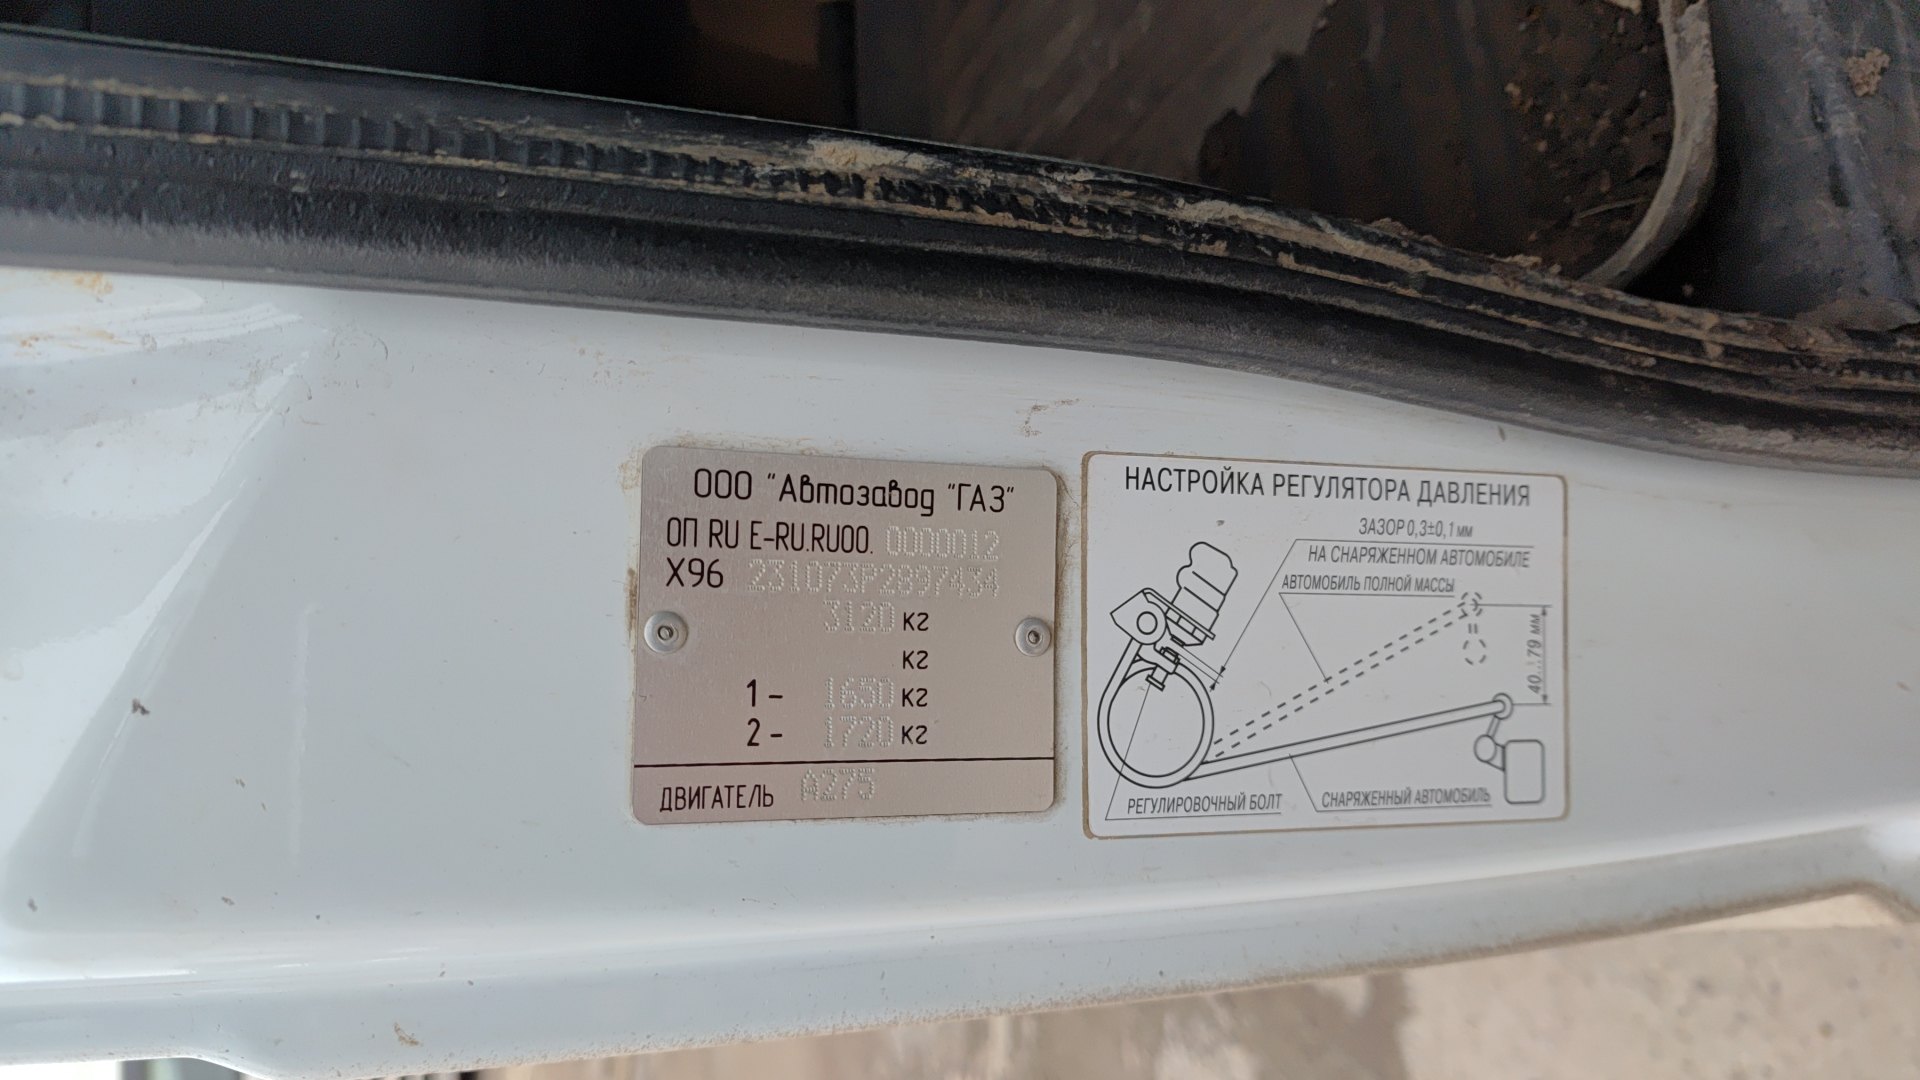 ООО "Автозавод "ГАЗ"
ОП RU E-RU.RU00. 0000012
X96 231073P2897434
3120 кг
кг
1 - 1650 кг
2 - 1720 кг
ДВИГАТЕЛЬ A275
НАСТРОЙКА РЕГУЛЯТОРА ДАВЛЕНИЯ
ЗАЗОР 0,3±0,1 мм
НА СНАРЯЖЕННОМ АВТОМОБИЛЕ
АВТОМОБИЛЬ ПОЛНОЙ МАССЫ
40...79 мм
РЕГУЛИРОВОЧНЫЙ БОЛТ
СНАРЯЖЕННЫЙ АВТОМОБИЛЬ